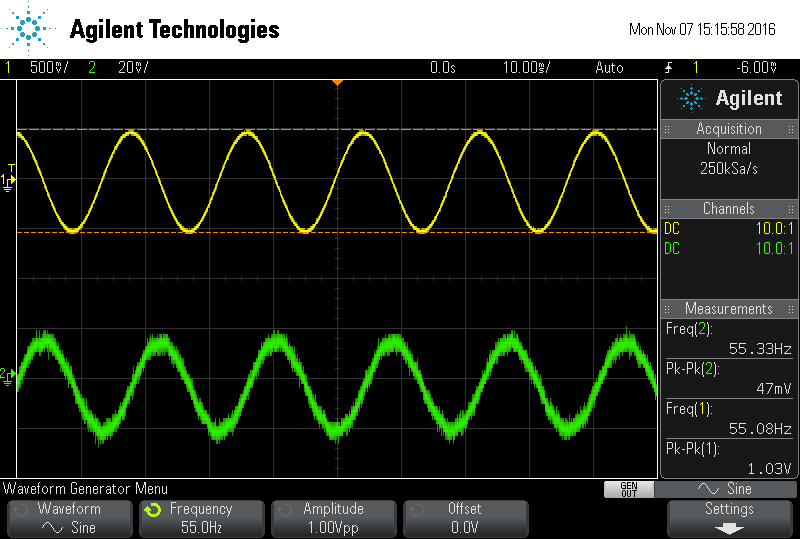 Agilent Technologies
Mon Nov 07 15:15:58 2016
1 500mV/ 2 20mV/ 0.0s 10.00ms/ Auto 1 -6.00mV
Agilent
Acquisition
Normal
250kSa/s
Channels
DC 10.0:1
DC 10.0:1
Measurements
Freq(2):
55.33Hz
Pk-Pk(2):
47mV
Freq(1):
55.08Hz
Pk-Pk(1):
1.03V
T
1
2
Waveform Generator Menu
GEN OUT
Sine
Waveform
Sine
Frequency
55.0Hz
Amplitude
1.00Vpp
Offset
0.0V
Settings